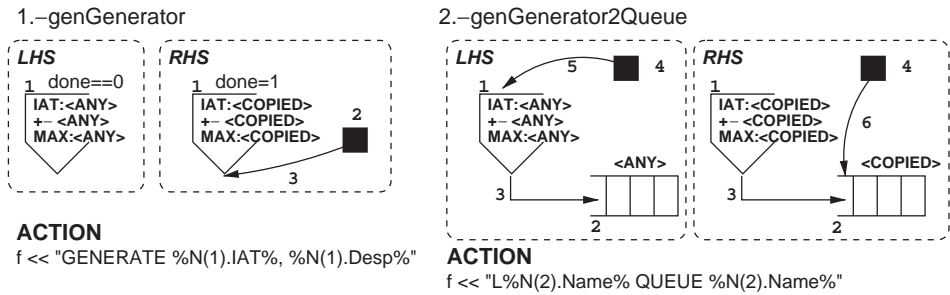 1.−genGenerator
LHS
1 done==0
IAT:<ANY>
+− <ANY>
MAX:<ANY>
RHS
1 done=1
IAT:<COPIED>
+− <COPIED>
MAX:<COPIED>
2
3
ACTION
f << "GENERATE %N(1).IAT%, %N(1).Desp%"
2.−genGenerator2Queue
LHS
1
5
4
IAT:<ANY>
+− <ANY>
MAX:<ANY>
<ANY>
3
2
RHS
1
4
IAT:<COPIED>
+− <COPIED>
MAX:<COPIED>
6
<COPIED>
3
2
ACTION
f << "L%N(2).Name% QUEUE %N(2).Name%"